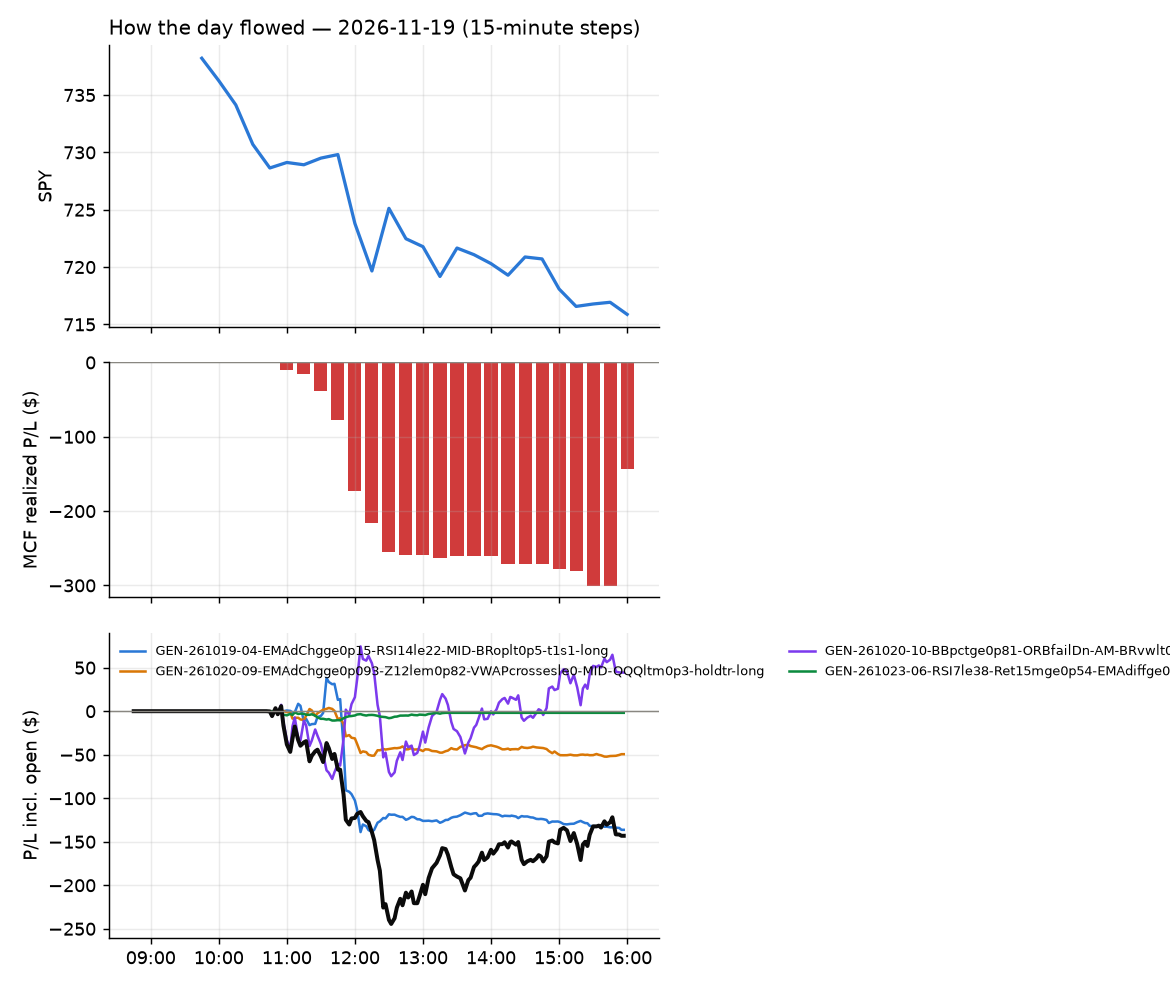 How the day flowed — 2026-11-19 (15-minute steps)
735
730
725
720
715
SPY
0
−100
−200
−300
MCF realized P/L ($)
GEN-261019-04-EMAdChgge0p15-RSI14le22-MID-BRoplt0p5-t1s1-long
GEN-261020-09-EMAdChgge0p093-Z12lem0p82-VWAPcrossesle0-MID-QQQltm0p3-holdtr-long
GEN-261020-10-BBpctge0p81-ORBfailDn-AM-BRvwlt0
GEN-261023-06-RSI7le38-Ret15mge0p54-EMAdiffge0
50
0
−50
−100
−150
−200
−250
P/L incl. open ($)
09:00 10:00 11:00 12:00 13:00 14:00 15:00 16:00